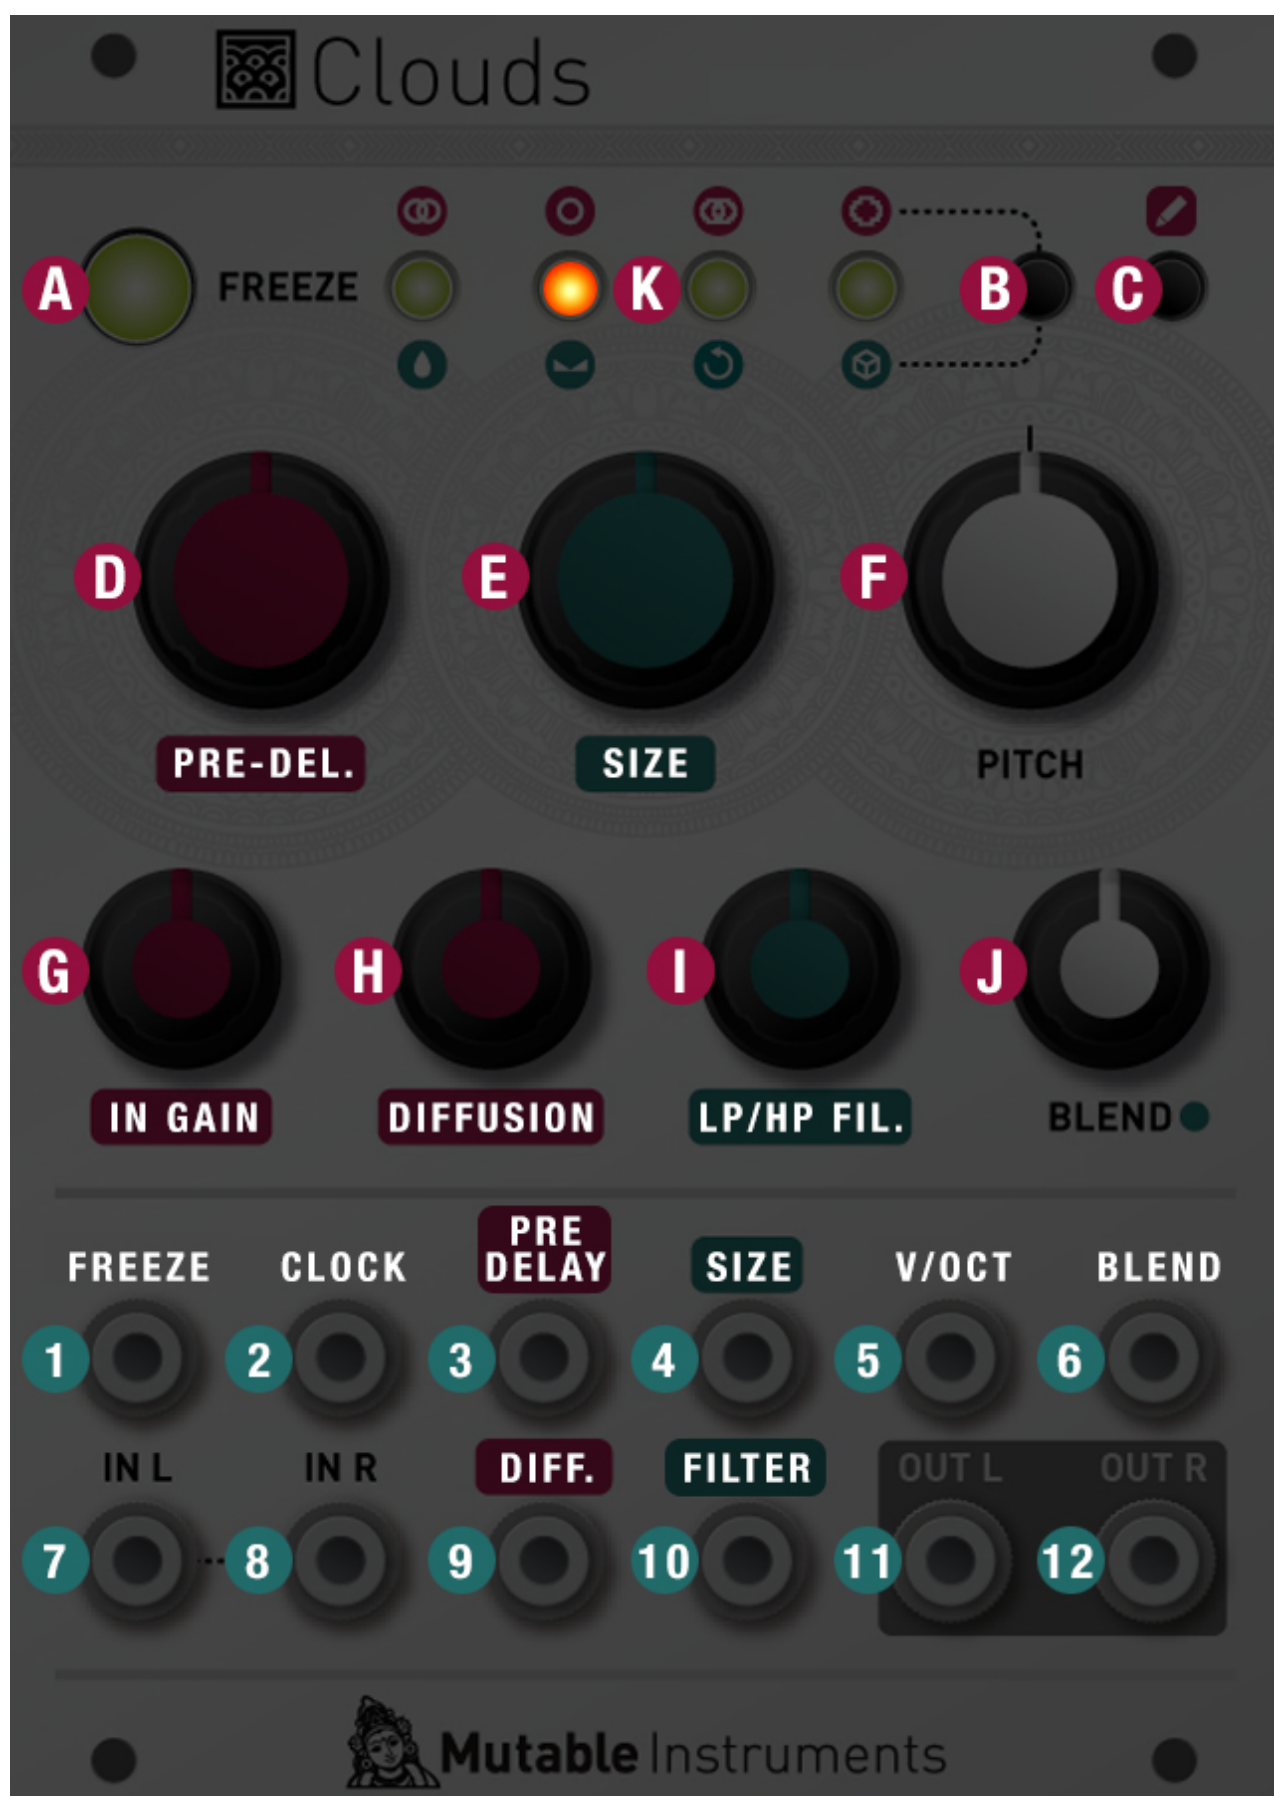 Clouds
A FREEZE K B C
D E F
PRE-DEL. SIZE PITCH
G H I J
IN GAIN DIFFUSION LP/HP FIL. BLEND
FREEZE CLOCK PRE DELAY SIZE V/OCT BLEND
1 2 3 4 5 6
IN L IN R DIFF. FILTER OUT L OUT R
7 8 9 10 11 12
Mutable Instruments